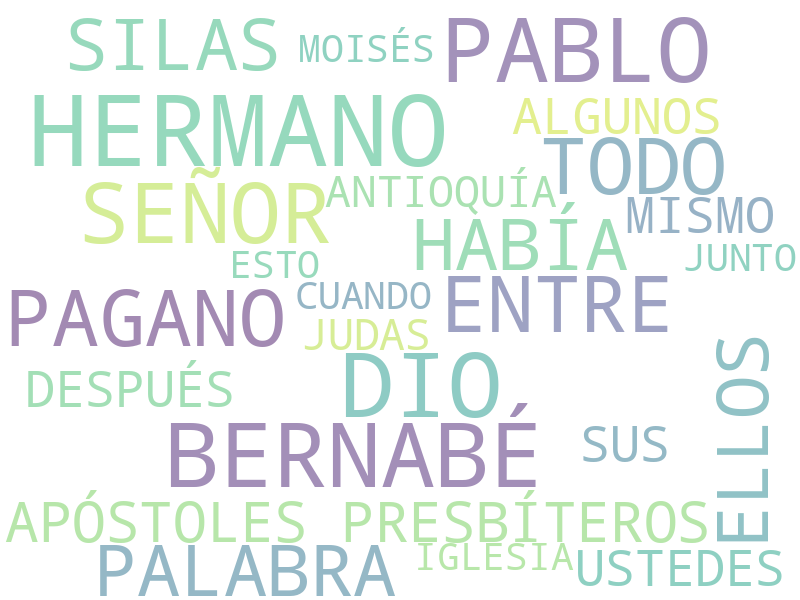 SILAS
MOISÉS
PABLO
HERMANO
ALGUNOS
TODO
SEÑOR
ANTIOQUÍA
MISMO
HABÍA
JUNTO
ESTO
PAGANO
CUANDO
ENTRE
JUDAS
DIO
ELLOS
DESPUÉS
BERNABÉ
SUS
APÓSTOLES
PRESBÍTEROS
PALABRA
IGLESIA
USTEDES